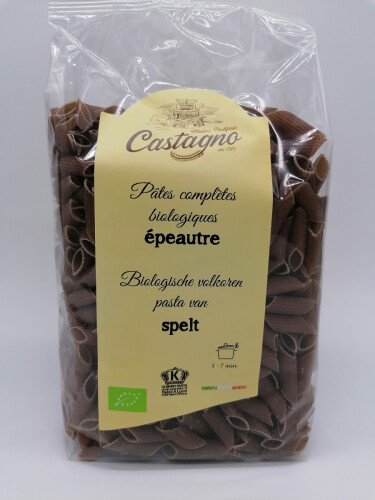 Castagno
Pâtes complètes
biologiques
épeautre
Biologische volkoren
pasta van
spelt
K